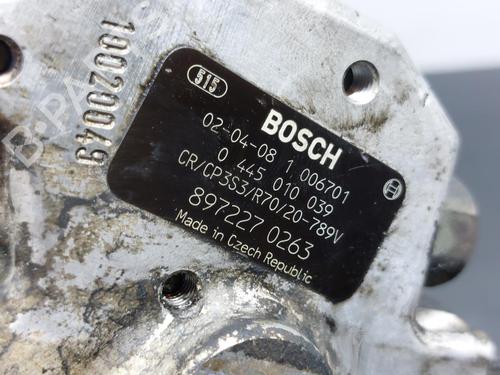 515
BOSCH
02-04-08 1 006701
0 445 010 039
CR/CP3S3/R70/20-789V
897227 0263
Made in Czech Republic
10020049
B-PA